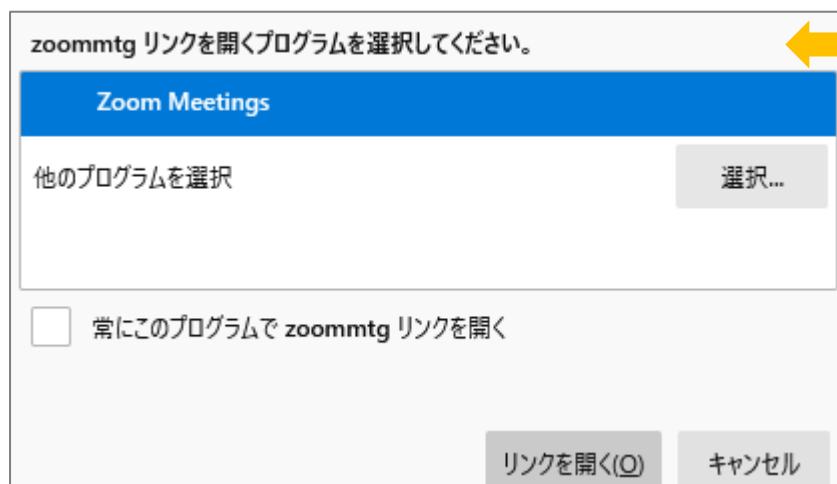 zoommtg リンクを開くプログラムを選択してください。
Zoom Meetings
他のプログラムを選択
選択...
常にこのプログラムで zoommtg リンクを開く
リンクを開く(O)
キャンセル